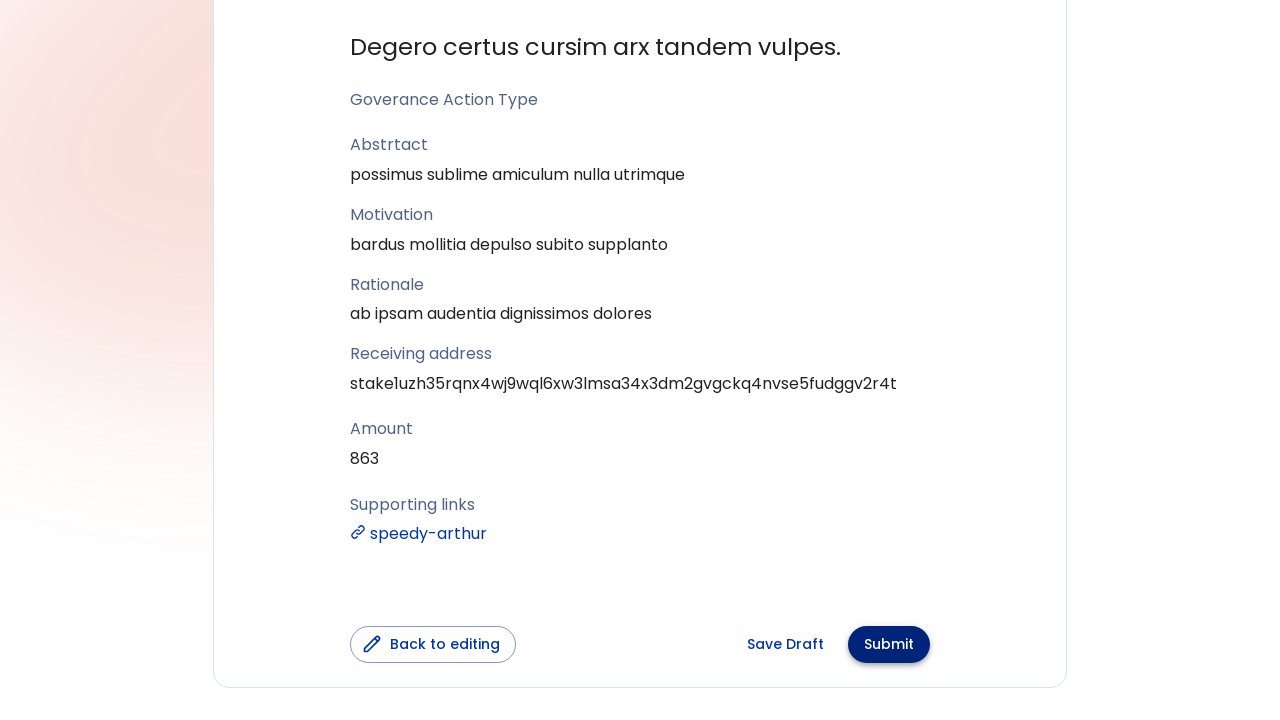 Degero certus cursim arx tandem vulpes.
Goverance Action Type
Abstrtact
possimus sublime amiculum nulla utrimque
Motivation
bardus mollitia depulso subito supplanto
Rationale
ab ipsam audentia dignissimos dolores
Receiving address
stake1uzh35rqnx4wj9wql6xw3lmsa34x3dm2gvgckq4nvse5fudggv2r4t
Amount
863
Supporting links
speedy-arthur
Back to editing
Save Draft
Submit